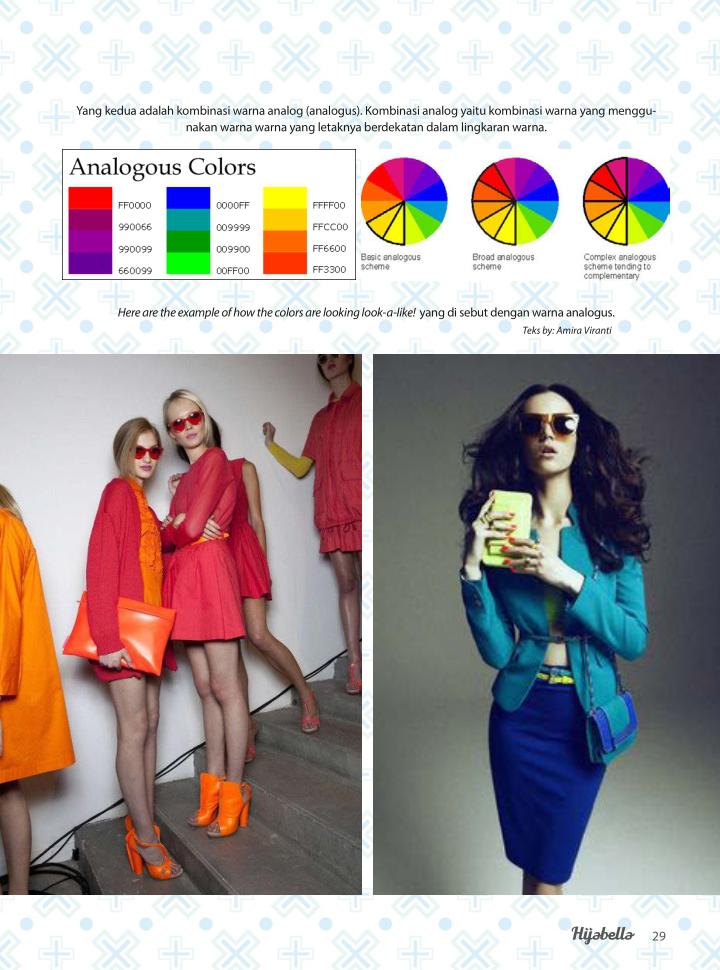 Yang kedua adalah kombinasi warna analog (analogus). Kombinasi analog yaitu kombinasi warna yang menggu-
nakan warna warna yang letaknya berdekatan dalam lingkaran warna.
Analogous Colors
FF0000
990066
990099
660099
0000FF
009999
009900
00FF00
FFFF00
FFCC00
FF6600
FF3300
Basic analogous
scheme
Broad analogous
scheme
Complex analogous
scheme tending to
complementary
Here are the example of how the colors are looking look-a-like! yang di sebut dengan warna analogus.
Teks by: Amira Viranti
Hijabella 29